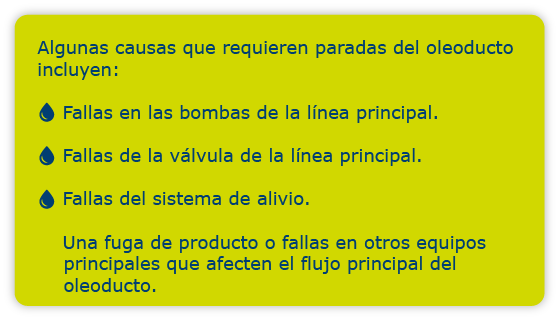 Algunas causas que requieren paradas del oleoducto
incluyen:
Fallas en las bombas de la línea principal.
Fallas de la válvula de la línea principal.
Fallas del sistema de alivio.
Una fuga de producto o fallas en otros equipos
principales que afecten el flujo principal del
oleoducto.